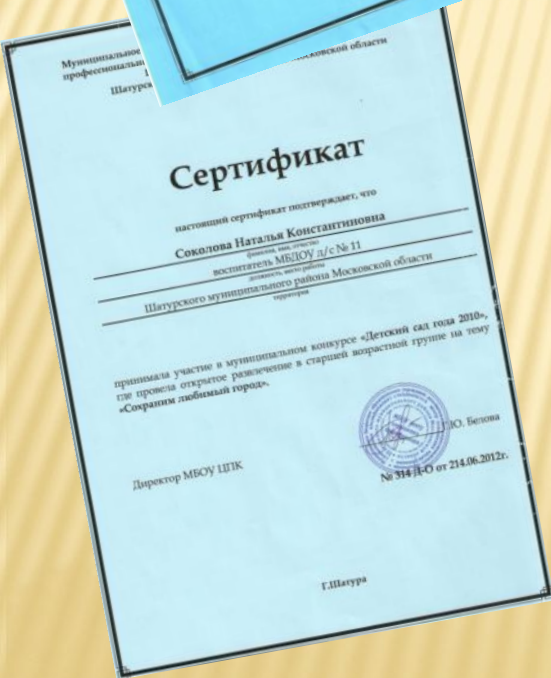 Муниципальное
профессиональн Московской области
Шатурск
Сертификат
настоящий сертификат подтверждает, что
Соколова Наталья Константиновна
фамилия, имя, отчество
воспитатель МБДОУ д/с № 11
должность, место работы
Шатурского муниципального района Московской области
территория
принимала участие в муниципальном конкурсе «Детский сад года 2010»,
где провела открытое развлечение в старшей возрастной группе на тему
«Сохраним любимый город».
Ю. Белова
Директор МБОУ ЦПК
№ 314 Д-О от 214.06.2012г.
Г.Шатура